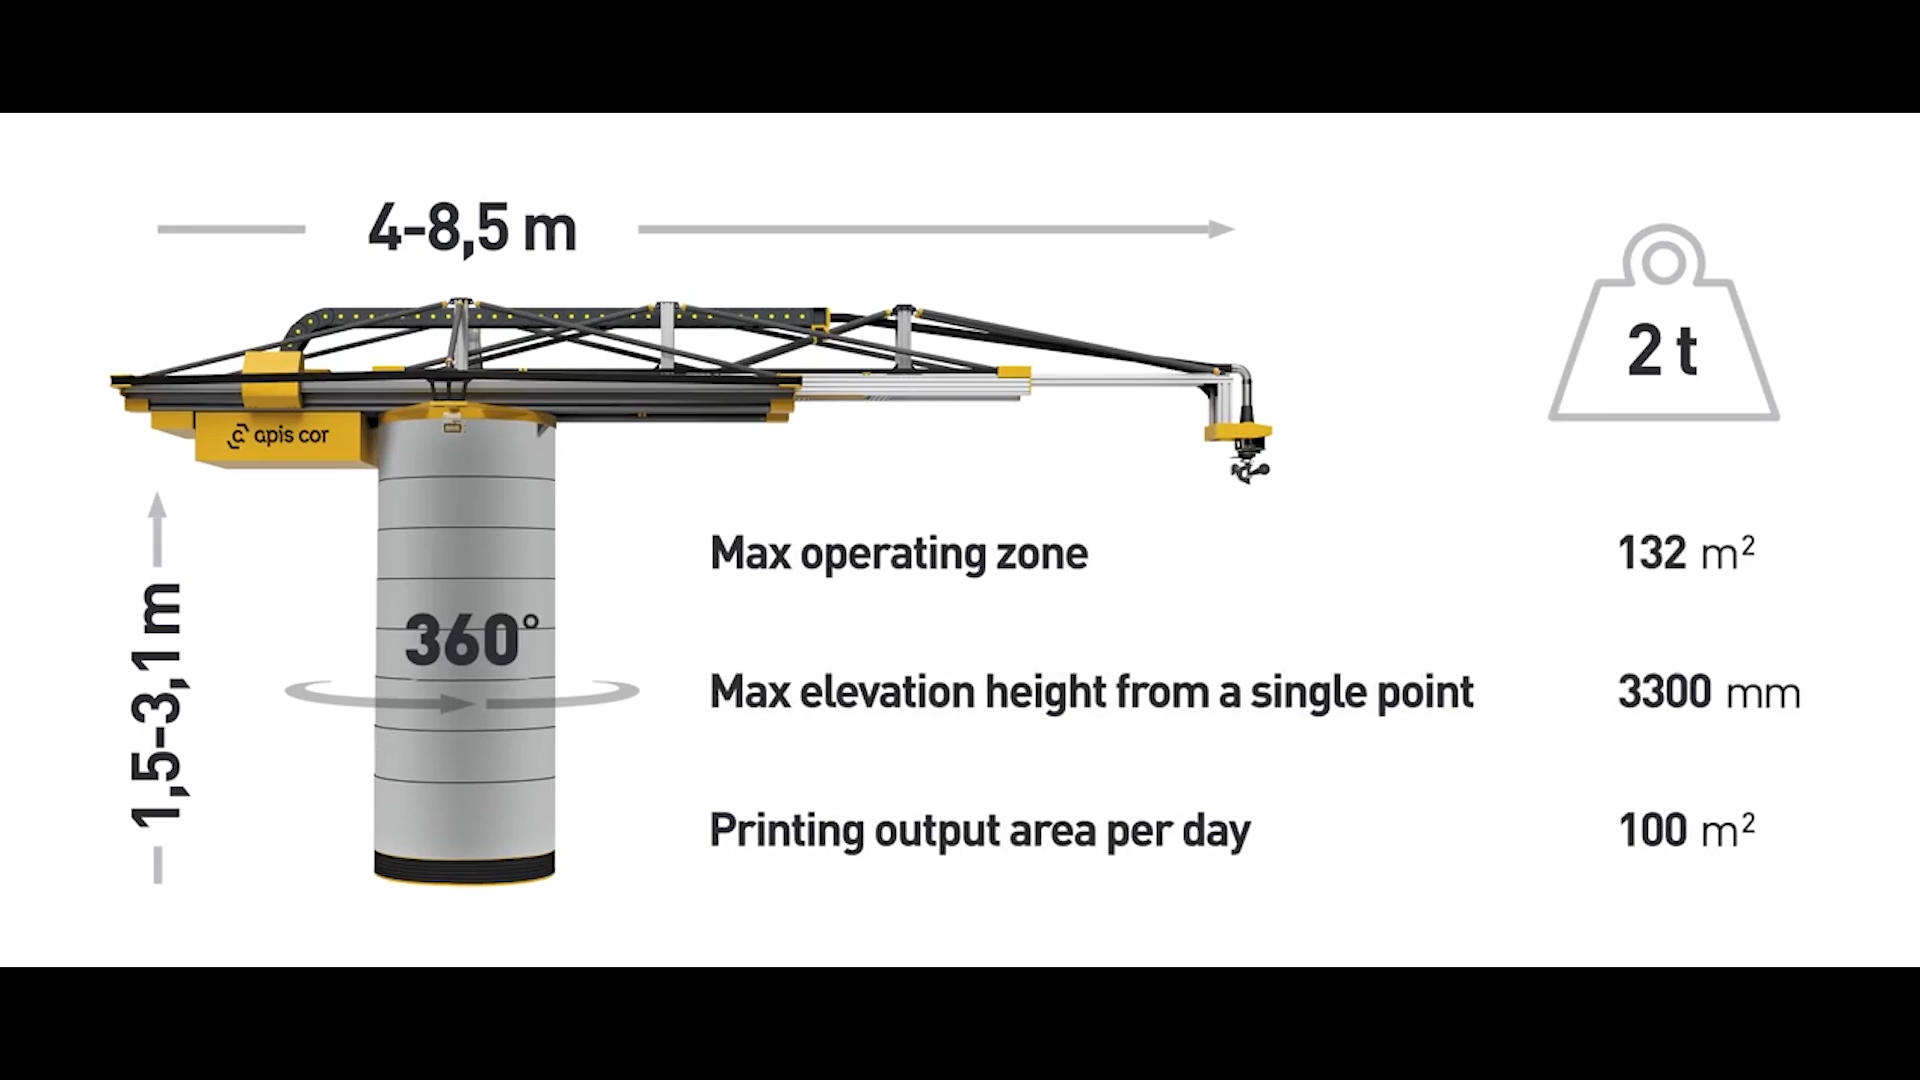 4-8,5 m
2 t
apis cor
1,5-3,1 m
360°
Max operating zone 132 m²
Max elevation height from a single point 3300 mm
Printing output area per day 100 m²